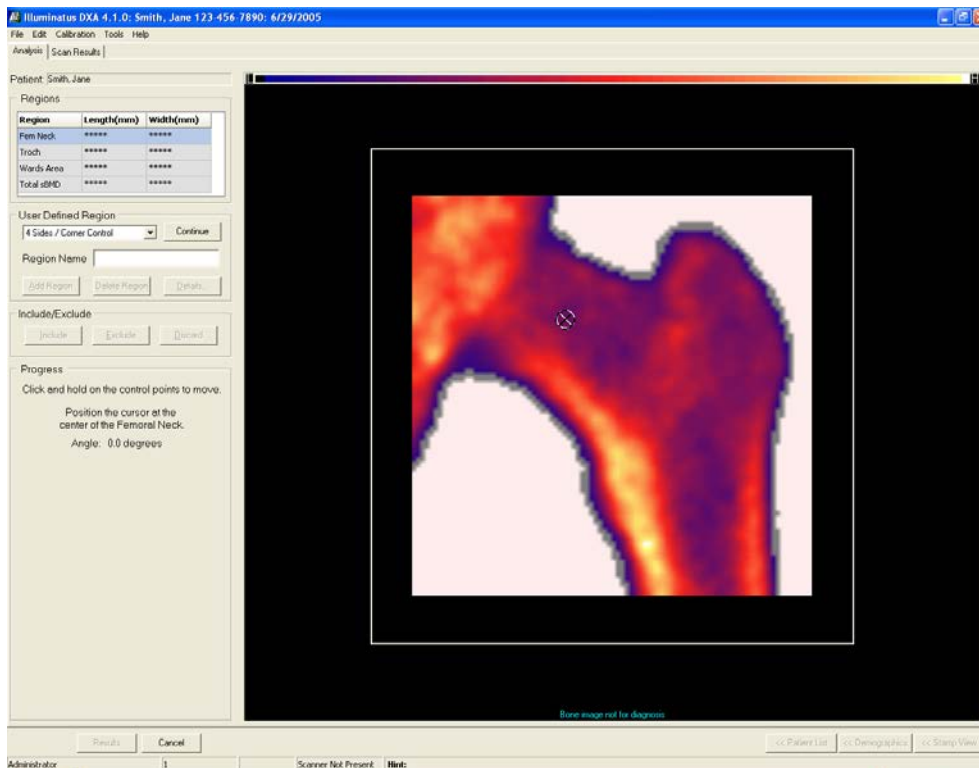 Illuminatus DXA 4.1.0: Smith, Jane 123-456-7890: 6/29/2005
File Edit Calibration Tools Help
Analysis Scan Results
Patient: Smith, Jane
Regions
Region Length(mm) Width(mm)
Fem Neck ***** *****
Troch ***** *****
Wards Area ***** *****
Total sBMD ***** *****
User Defined Region
4 Sides / Corner Control Continue
Region Name
Add Region Delete Region Details...
Include/Exclude
Include Exclude Discard
Progress
Click and hold on the control points to move.
Position the cursor at the
center of the Femoral Neck.
Angle: 0.0 degrees
Bone image not for diagnosis
Results Cancel << Patient List << Demographics << Stamp View
Administrator 1 Scanner Not Present Hint: